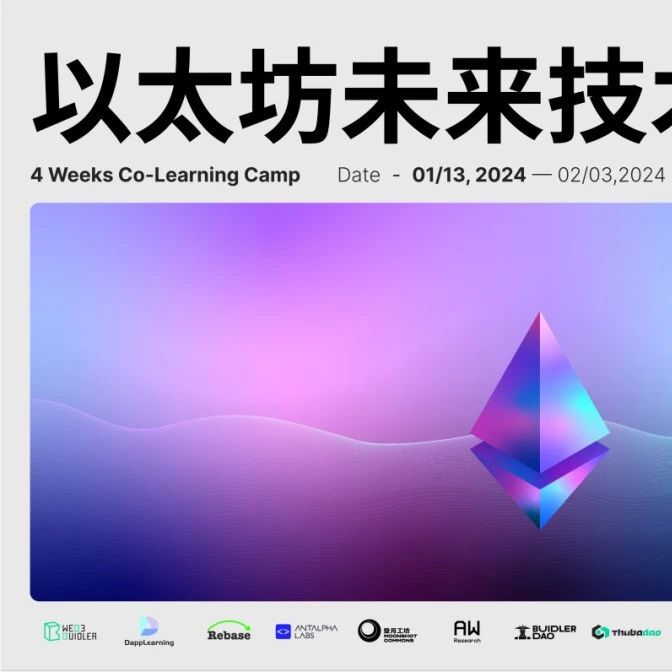 以太坊未来技
4 Weeks Co-Learning Camp Date - 01/13, 2024 — 02/03,2024
WEB3 BUIDLER
DappLearning
Rebase
ANTALPHA LABS
登月工坊 MOONSHOT COMMONS
AW Research
BUIDLER DAO
Thubadao